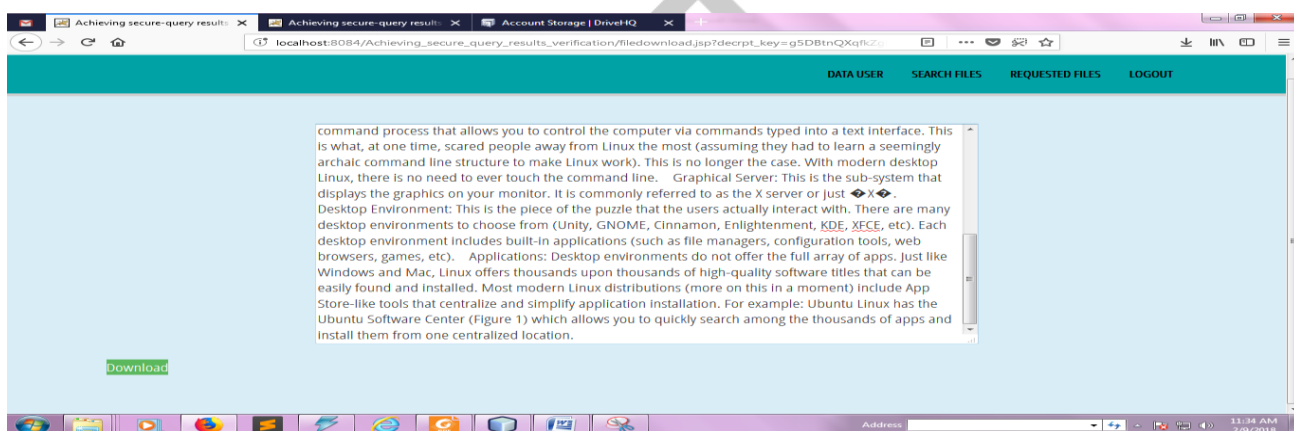 Achieving secure-query results
Achieving secure-query results
Account Storage | DriveHQ
localhost:8084/Achieving_secure_query_results_verification/filedownload.jsp?decrpt_key=g5DBtnQXqfkZg
DATA USER SEARCH FILES REQUESTED FILES LOGOUT
command process that allows you to control the computer via commands typed into a text interface. This
is what, at one time, scared people away from Linux the most (assuming they had to learn a seemingly
archaic command line structure to make Linux work). This is no longer the case. With modern desktop
Linux, there is no need to ever touch the command line. Graphical Server: This is the sub-system that
displays the graphics on your monitor. It is commonly referred to as the X server or just �X�.
Desktop Environment: This is the piece of the puzzle that the users actually interact with. There are many
desktop environments to choose from (Unity, GNOME, Cinnamon, Enlightenment, KDE, XFCE, etc). Each
desktop environment includes built-in applications (such as file managers, configuration tools, web
browsers, games, etc). Applications: Desktop environments do not offer the full array of apps. Just like
Windows and Mac, Linux offers thousands upon thousands of high-quality software titles that can be
easily found and installed. Most modern Linux distributions (more on this in a moment) include App
Store-like tools that centralize and simplify application installation. For example: Ubuntu Linux has the
Ubuntu Software Center (Figure 1) which allows you to quickly search among the thousands of apps and
install them from one centralized location.
Download
Address
11:34 AM
2/9/2018